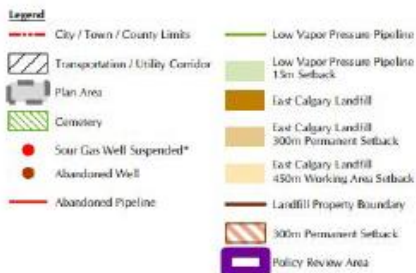 Legend
City / Town / County Limits
Transportation / Utility Corridor
Plan Area
Cemetery
Sour Gas Well Suspended*
Abandoned Well
Abandoned Pipeline
Low Vapor Pressure Pipeline
Low Vapor Pressure Pipeline
15m Setback
East Calgary Landfill
East Calgary Landfill
300m Permanent Setback
East Calgary Landfill
450m Working Area Setback
Landfill Property Boundary
300m Permanent Setback
Policy Review Area